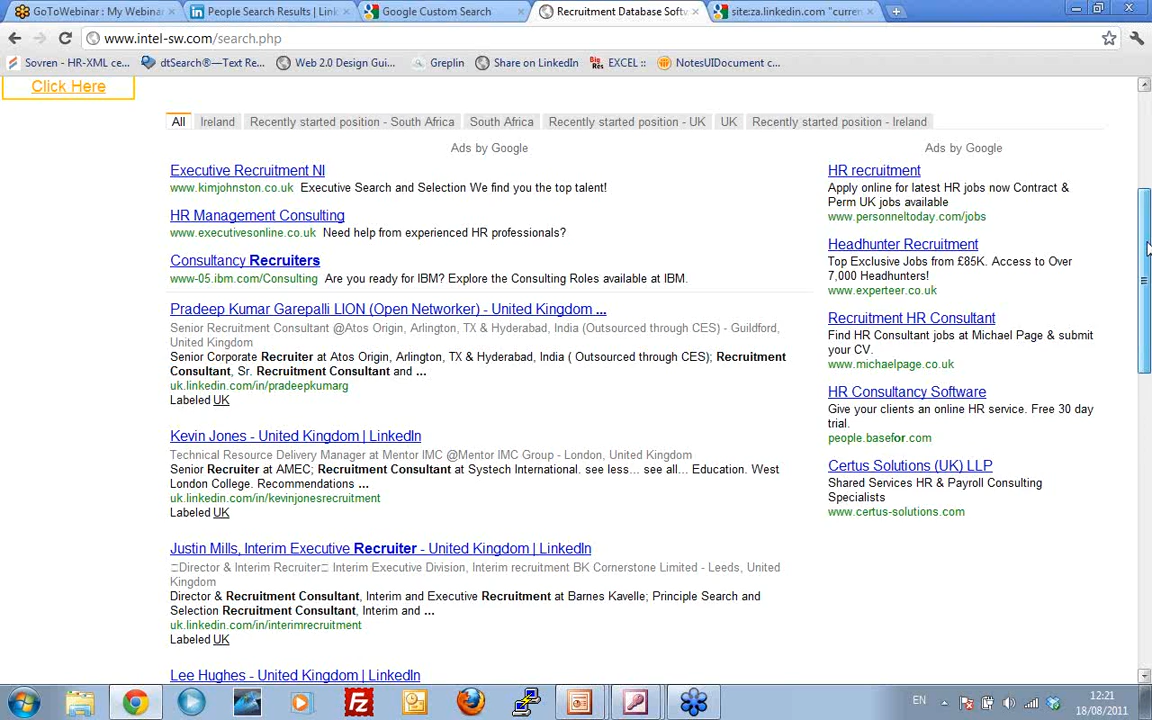 GoToWebinar : My Webinar
People Search Results | Link
Google Custom Search
Recruitment Database Softw
site:za.linkedin.com "curren
www.intel-sw.com/search.php
Sovren - HR-XML ce...
dtSearch®—Text Re...
Web 2.0 Design Gui...
Greplin
Share on LinkedIn
EXCEL ::
NotesUIDocument c...
Click Here
All
Ireland
Recently started position - South Africa
South Africa
Recently started position - UK
UK
Recently started position - Ireland
Ads by Google
Executive Recruitment NI
www.kimjohnston.co.uk Executive Search and Selection We find you the top talent!
HR Management Consulting
www.executivesonline.co.uk Need help from experienced HR professionals?
Consultancy Recruiters
www-05.ibm.com/Consulting Are you ready for IBM? Explore the Consulting Roles available at IBM.
Pradeep Kumar Garepalli LION (Open Networker) - United Kingdom ...
Senior Recruitment Consultant @Atos Origin, Arlington, TX & Hyderabad, India (Outsourced through CES) - Guildford,
United Kingdom
Senior Corporate Recruiter at Atos Origin, Arlington, TX & Hyderabad, India ( Outsourced through CES); Recruitment
Consultant, Sr. Recruitment Consultant and ...
uk.linkedin.com/in/pradeepkumarg
Labeled UK
Kevin Jones - United Kingdom | LinkedIn
Technical Resource Delivery Manager at Mentor IMC @Mentor IMC Group - London, United Kingdom
Senior Recruiter at AMEC; Recruitment Consultant at Systech International. see less... see all... Education. West
London College. Recommendations ...
uk.linkedin.com/in/kevinjonesrecruitment
Labeled UK
Justin Mills, Interim Executive Recruiter - United Kingdom | LinkedIn
Director & Interim Recruiter Interim Executive Division, Interim recruitment BK Cornerstone Limited - Leeds, United
Kingdom
Director & Recruitment Consultant, Interim and Executive Recruitment at Barnes Kavelle; Principle Search and
Selection Recruitment Consultant, Interim and ...
uk.linkedin.com/in/interimrecruitment
Labeled UK
Lee Hughes - United Kingdom | LinkedIn
Ads by Google
HR recruitment
Apply online for latest HR jobs now Contract &
Perm UK jobs available
www.personneltoday.com/jobs
Headhunter Recruitment
Top Exclusive Jobs from £85K. Access to Over
7,000 Headhunters!
www.experteer.co.uk
Recruitment HR Consultant
Find HR Consultant jobs at Michael Page & submit
your CV.
www.michaelpage.co.uk
HR Consultancy Software
Give your clients an online HR service. Free 30 day
trial.
people.basefor.com
Certus Solutions (UK) LLP
Shared Services HR & Payroll Consulting
Specialists
www.certus-solutions.com
EN
12:21
18/08/2011